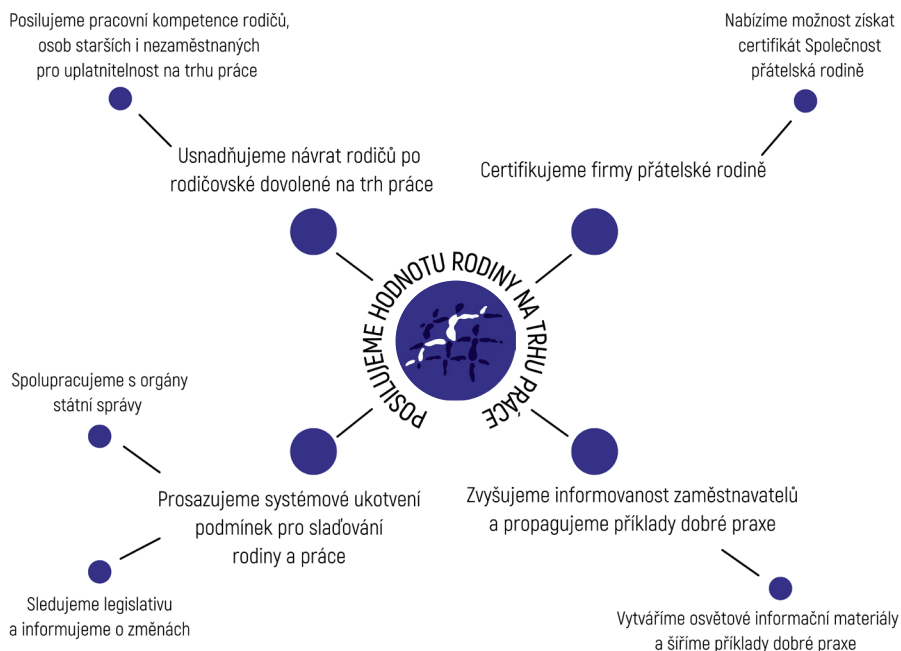 Posilujeme pracovní kompetence rodičů,
osob starších i nezaměstnaných
pro uplatnitelnost na trhu práce
Nabízíme možnost získat
certifikát Společnost
přátelská rodině
Usnadňujeme návrat rodičů po
rodičovské dovolené na trh práce
Certifikujeme firmy přátelské rodině
POSILUJEME HODNOTU RODINY NA TRHU PRÁCE
Spolupracujeme s orgány
státní správy
Prosazujeme systémové ukotvení
podmínek pro slaďování
rodiny a práce
Zvyšujeme informovanost zaměstnavatelů
a propagujeme příklady dobré praxe
Sledujeme legislativu
a informujeme o změnách
Vytváříme osvětové informační materiály
a šíříme příklady dobré praxe